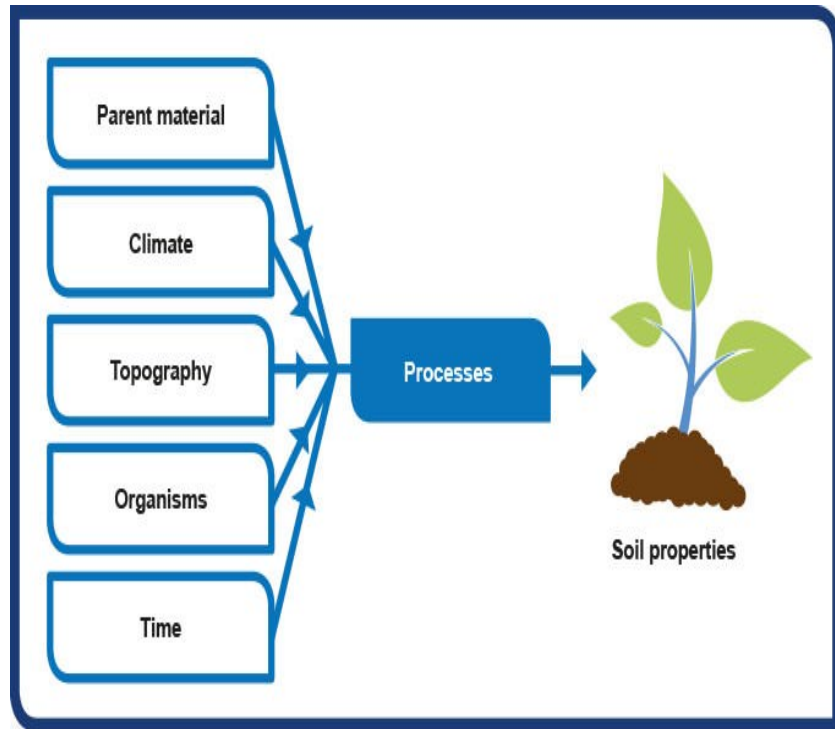 Parent material
Climate
Topography
Organisms
Time
Processes
Soil properties